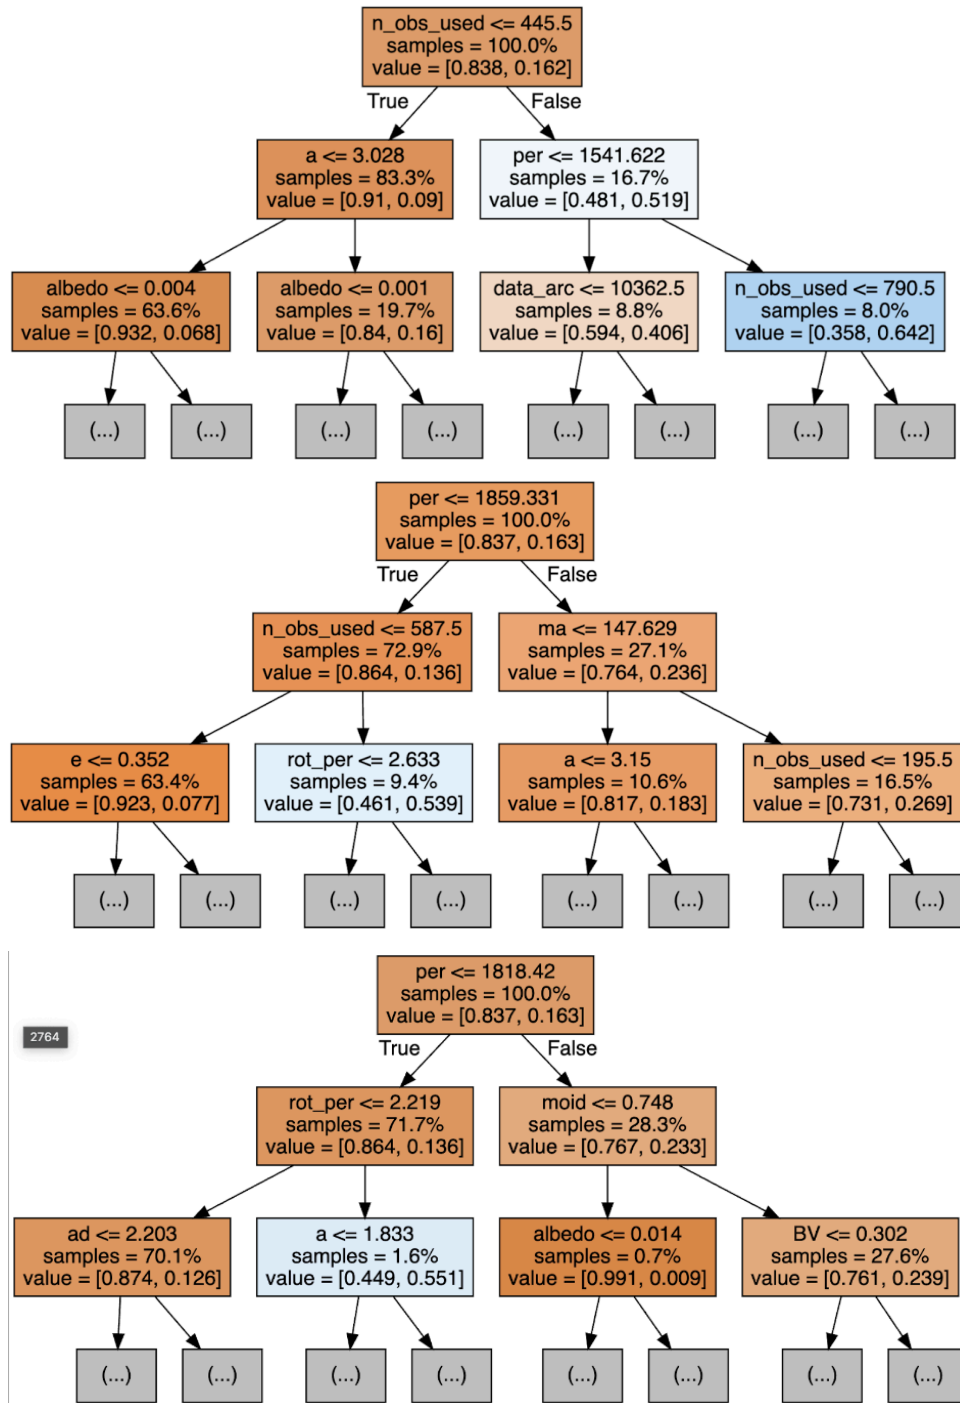 n_obs_used <= 445.5
samples = 100.0%
value = [0.838, 0.162]
True
False
a <= 3.028
samples = 83.3%
value = [0.91, 0.09]
per <= 1541.622
samples = 16.7%
value = [0.481, 0.519]
albedo <= 0.004
samples = 63.6%
value = [0.932, 0.068]
albedo <= 0.001
samples = 19.7%
value = [0.84, 0.16]
data_arc <= 10362.5
samples = 8.8%
value = [0.594, 0.406]
n_obs_used <= 790.5
samples = 8.0%
value = [0.358, 0.642]
(...)
(...)
(...)
(...)
(...)
(...)
(...)
(...)
per <= 1859.331
samples = 100.0%
value = [0.837, 0.163]
True
False
n_obs_used <= 587.5
samples = 72.9%
value = [0.864, 0.136]
ma <= 147.629
samples = 27.1%
value = [0.764, 0.236]
e <= 0.352
samples = 63.4%
value = [0.923, 0.077]
rot_per <= 2.633
samples = 9.4%
value = [0.461, 0.539]
a <= 3.15
samples = 10.6%
value = [0.817, 0.183]
n_obs_used <= 195.5
samples = 16.5%
value = [0.731, 0.269]
(...)
(...)
(...)
(...)
(...)
(...)
(...)
(...)
per <= 1818.42
samples = 100.0%
value = [0.837, 0.163]
2764
True
False
rot_per <= 2.219
samples = 71.7%
value = [0.864, 0.136]
moid <= 0.748
samples = 28.3%
value = [0.767, 0.233]
ad <= 2.203
samples = 70.1%
value = [0.874, 0.126]
a <= 1.833
samples = 1.6%
value = [0.449, 0.551]
albedo <= 0.014
samples = 0.7%
value = [0.991, 0.009]
BV <= 0.302
samples = 27.6%
value = [0.761, 0.239]
(...)
(...)
(...)
(...)
(...)
(...)
(...)
(...)